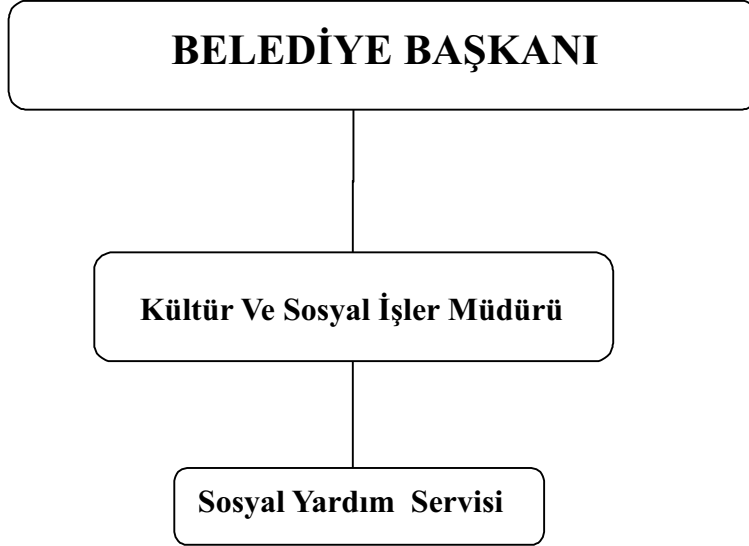 BELEDİYE BAŞKANI
Kültür Ve Sosyal İşler Müdürü
Sosyal Yardım  Servisi